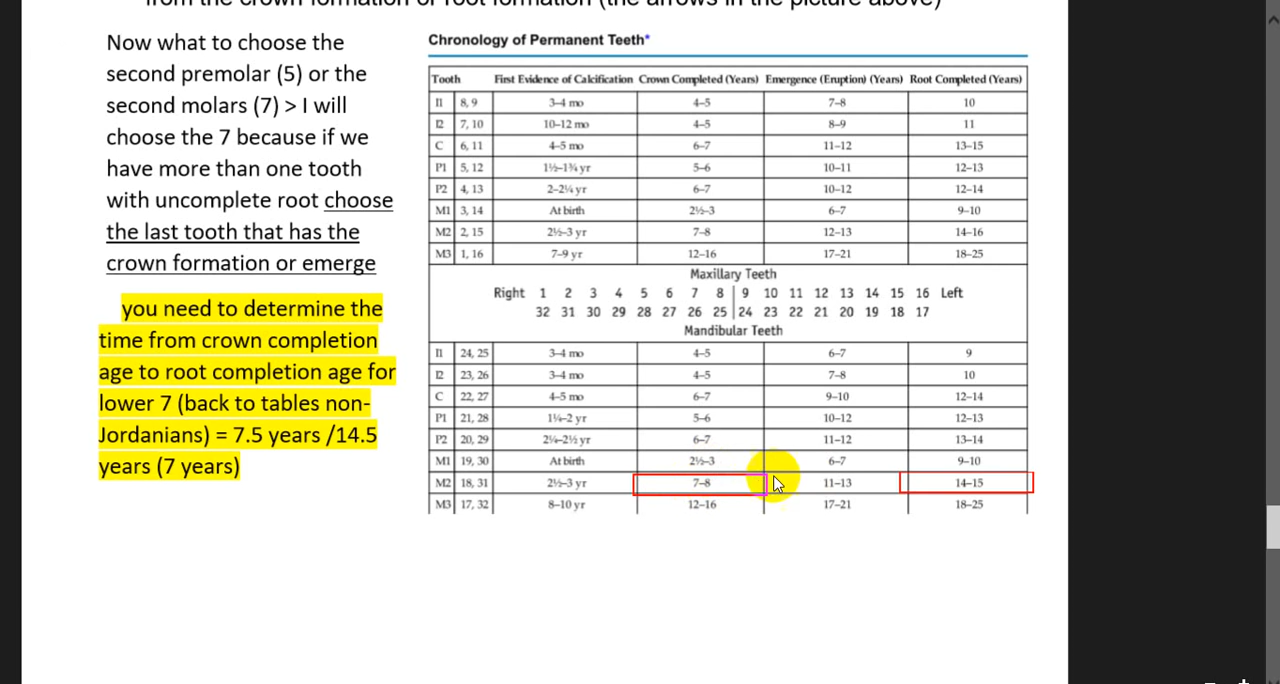 from the crown formation or root formation (the arrows in the picture above)
Now what to choose the
second premolar (5) or the
second molars (7) > I will
choose the 7 because if we
have more than one tooth
with uncomplete root choose
the last tooth that has the
crown formation or emerge
you need to determine the
time from crown completion
age to root completion age for
lower 7 (back to tables non-
Jordanians) = 7.5 years /14.5
years (7 years)
Chronology of Permanent Teeth*
Tooth First Evidence of Calcification Crown Completed (Years) Emergence (Eruption) (Years) Root Completed (Years)
I1 8, 9 3–4 mo 4–5 7–8 10
I2 7, 10 10–12 mo 4–5 8–9 11
C 6, 11 4–5 mo 6–7 11–12 13–15
P1 5, 12 1½–1¾ yr 5–6 10–11 12–13
P2 4, 13 2–2¼ yr 6–7 10–12 12–14
M1 3, 14 At birth 2½–3 6–7 9–10
M2 2, 15 2½–3 yr 7–8 12–13 14–16
M3 1, 16 7–9 yr 12–16 17–21 18–25
Maxillary Teeth
Right 1 2 3 4 5 6 7 8 9 10 11 12 13 14 15 16 Left
32 31 30 29 28 27 26 25 24 23 22 21 20 19 18 17
Mandibular Teeth
I1 24, 25 3–4 mo 4–5 6–7 9
I2 23, 26 3–4 mo 4–5 7–8 10
C 22, 27 4–5 mo 6–7 9–10 12–14
P1 21, 28 1¼–2 yr 5–6 10–12 12–13
P2 20, 29 2¼–2½ yr 6–7 11–12 13–14
M1 19, 30 At birth 2½–3 6–7 9–10
M2 18, 31 2½–3 yr 7–8 11–13 14–15
M3 17, 32 8–10 yr 12–16 17–21 18–25